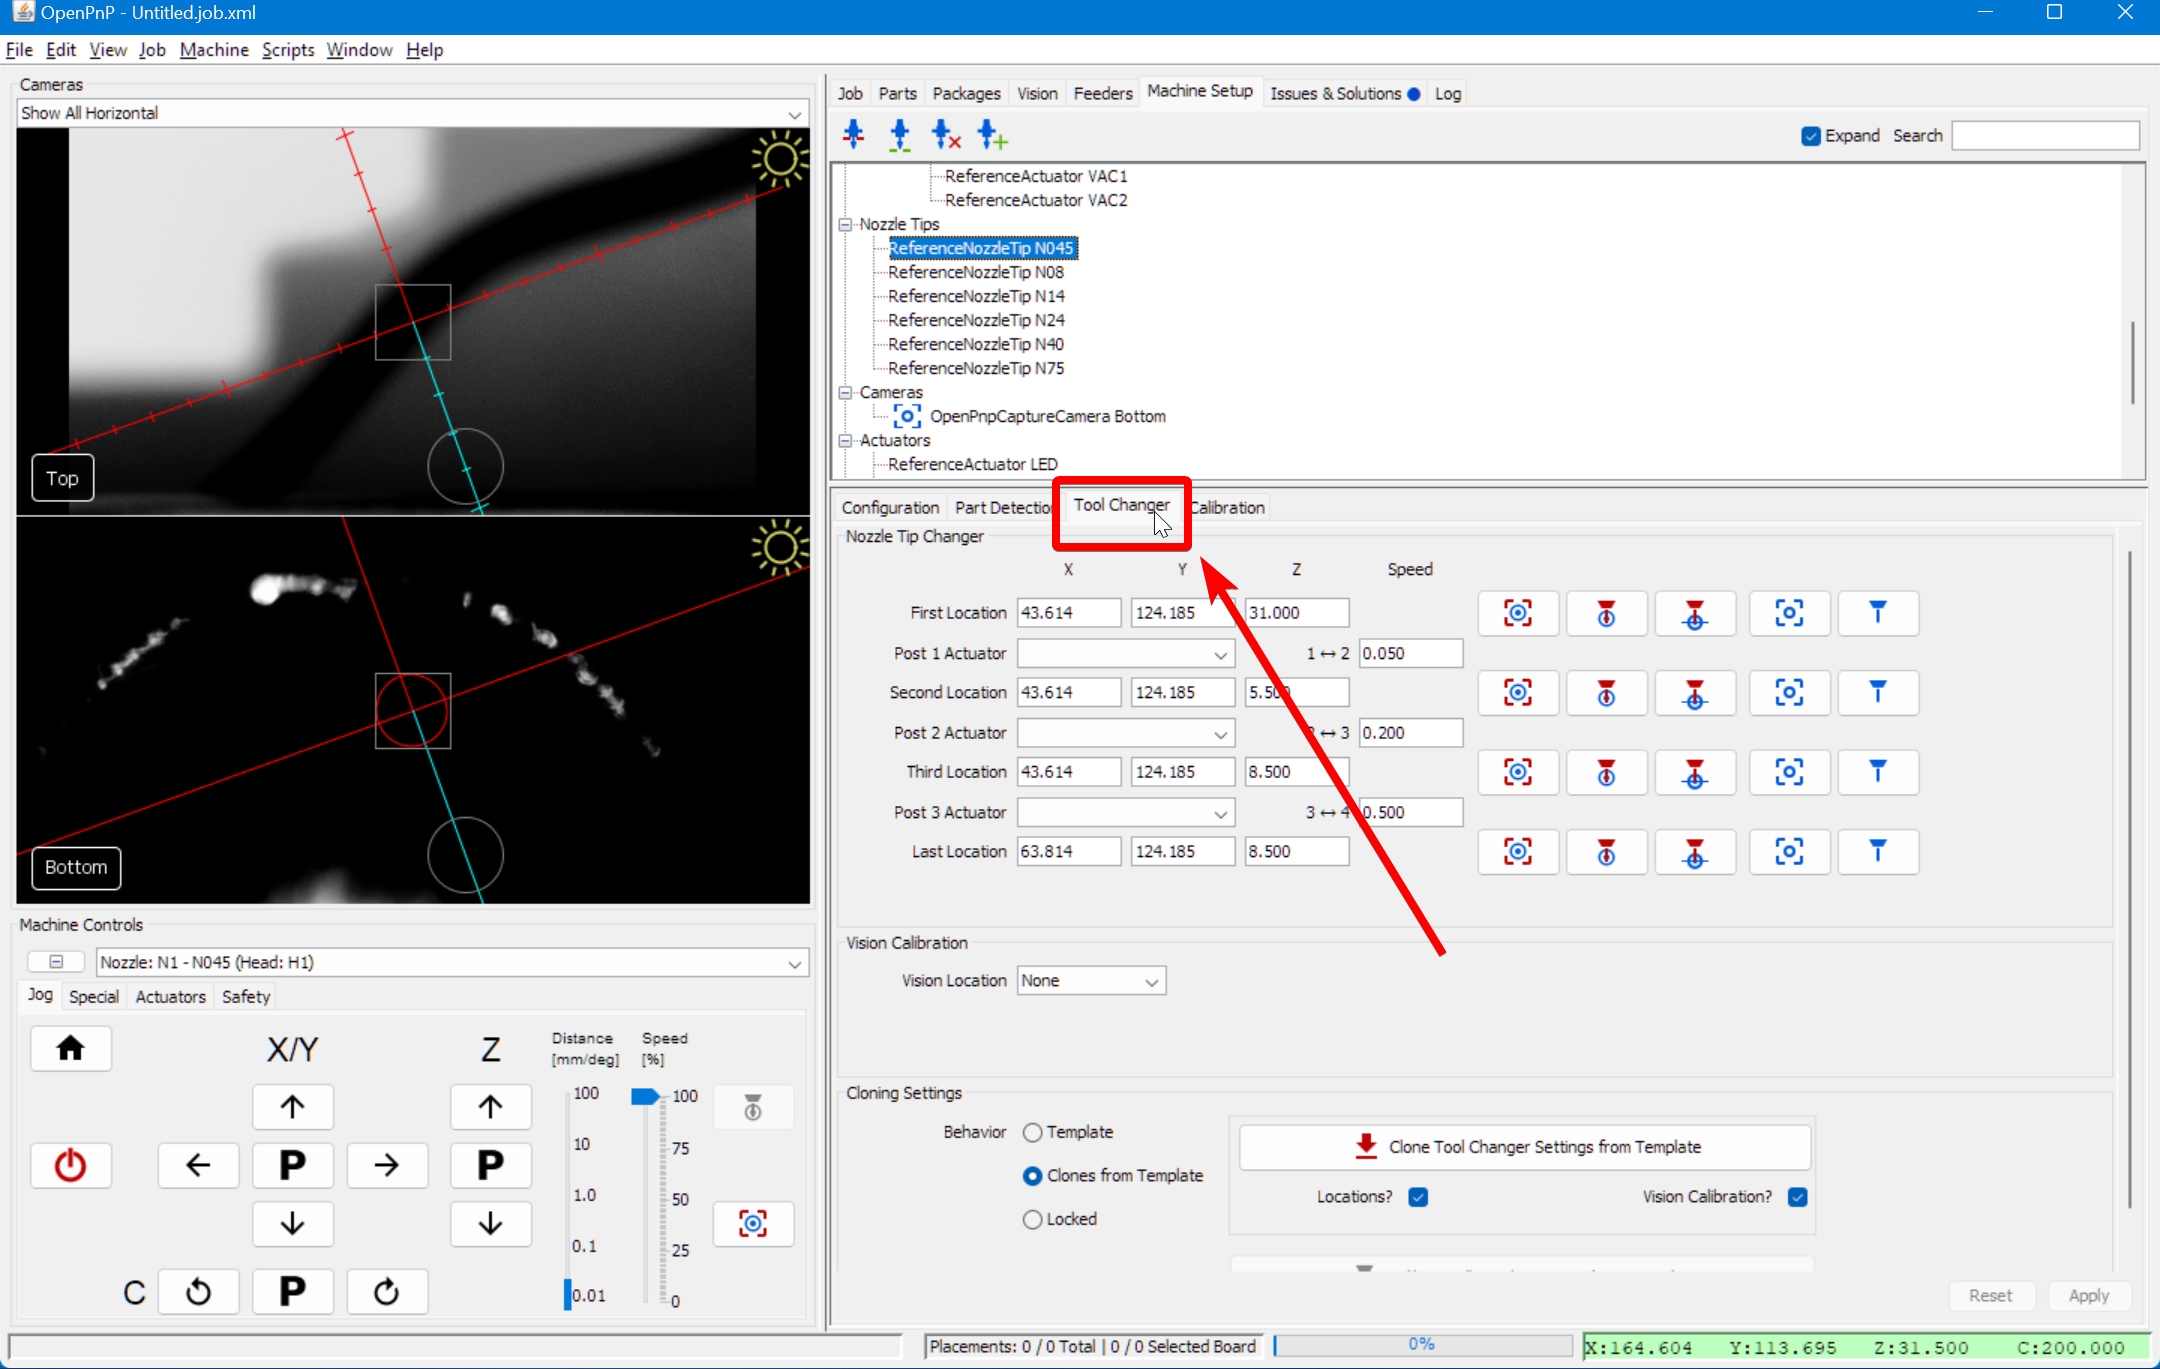 OpenPnP - Untitled.job.xml
File Edit View Job Machine Scripts Window Help
Cameras
Show All Horizontal
Top
Bottom
Machine Controls
Nozzle: N1 - N045 (Head: H1)
Jog Special Actuators Safety
X/Y Z
Distance [mm/deg]
Speed [%]
100
10
1.0
0.1
0.01
100
75
50
25
0
P
P
C
P
Job Parts Packages Vision Feeders Machine Setup Issues & Solutions Log
Expand Search
ReferenceActuator VAC1
ReferenceActuator VAC2
Nozzle Tips
ReferenceNozzleTip N045
ReferenceNozzleTip N08
ReferenceNozzleTip N14
ReferenceNozzleTip N24
ReferenceNozzleTip N40
ReferenceNozzleTip N75
Cameras
OpenPnpCaptureCamera Bottom
Actuators
ReferenceActuator LED
Configuration Part Detection Tool Changer Calibration
Nozzle Tip Changer
X Y Z Speed
First Location 43.614 124.185 31.000
Post 1 Actuator 1 ↔ 2 0.050
Second Location 43.614 124.185 5.500
Post 2 Actuator ↔ 3 0.200
Third Location 43.614 124.185 8.500
Post 3 Actuator 3 ↔ 4 0.500
Last Location 63.814 124.185 8.500
Vision Calibration
Vision Location None
Cloning Settings
Behavior Template
Clones from Template
Locked
Clone Tool Changer Settings from Template
Locations? Vision Calibration?
Reset Apply
Placements: 0 / 0 Total | 0 / 0 Selected Board 0% X:164.604 Y:113.695 Z:31.500 C:200.000